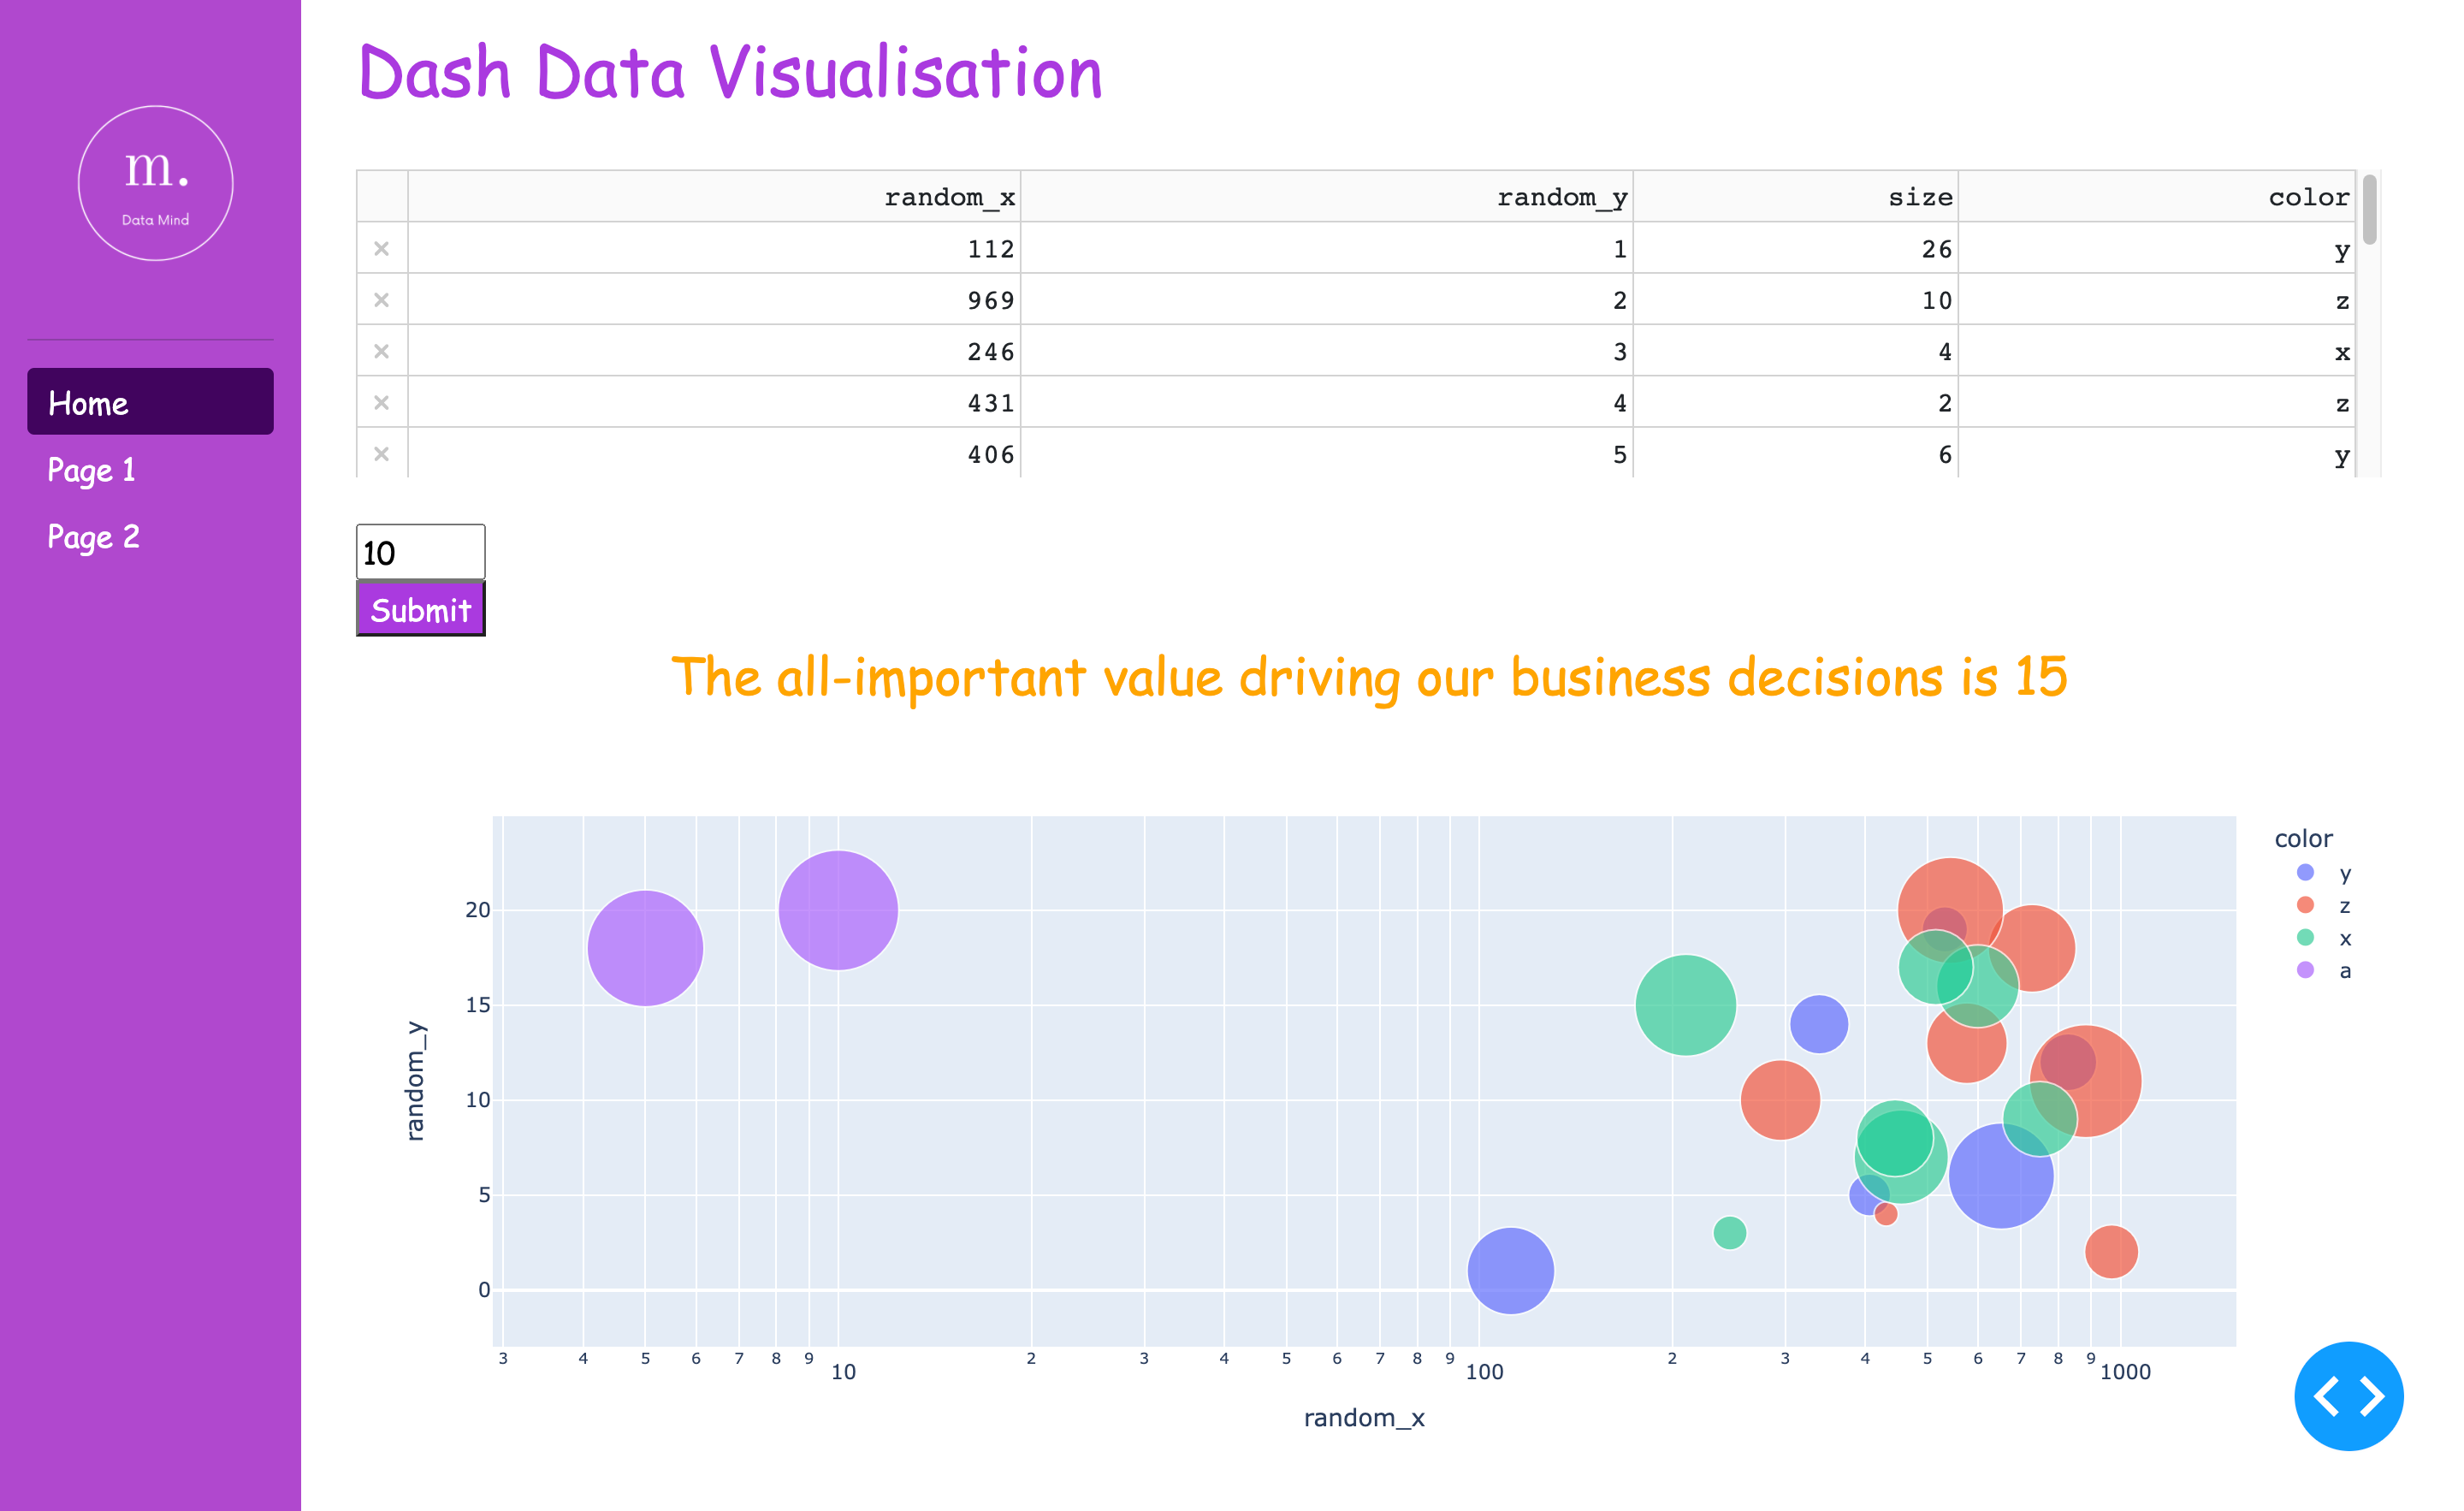 Dash Data Visualisation
m.
Data Mind
Home
Page 1
Page 2
random_x random_y size color
× 112 1 26 y
× 969 2 10 z
× 246 3 4 x
× 431 4 2 z
× 406 5 6 y
10
Submit
The all-important value driving our business decisions is 15
color
y
z
x
a
random_y
20
15
10
5
0
3 4 5 6 7 8 9 10 2 3 4 5 6 7 8 9 100 2 3 4 5 6 7 8 9 1000
random_x